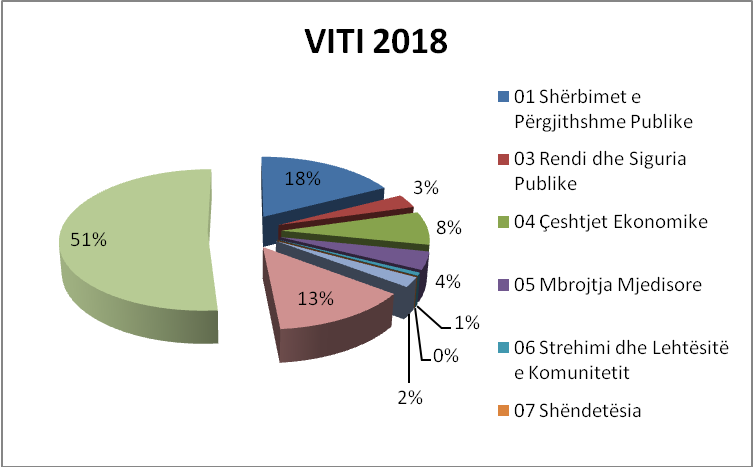 VITI 2018
18%
3%
8%
4%
1%
0%
2%
13%
51%
01 Shërbimet e
Përgjithshme Publike
03 Rendi dhe Siguria
Publike
04 Çeshtjet Ekonomike
05 Mbrojtja Mjedisore
06 Strehimi dhe Lehtësitë
e Komunitetit
07 Shëndetësia